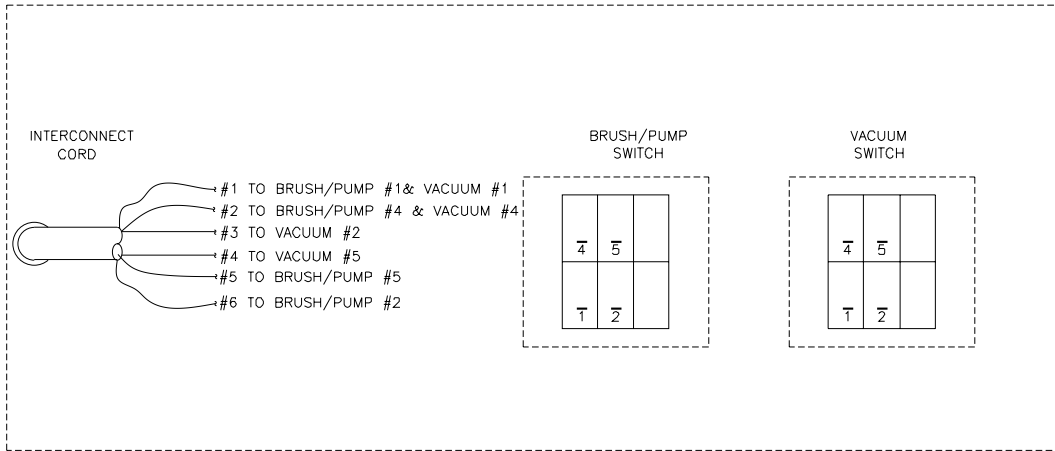 INTERCONNECT
CORD
#1 TO BRUSH/PUMP #1& VACUUM #1
#2 TO BRUSH/PUMP #4 & VACUUM #4
#3 TO VACUUM #2
#4 TO VACUUM #5
#5 TO BRUSH/PUMP #5
#6 TO BRUSH/PUMP #2
BRUSH/PUMP
SWITCH
4 5
1 2
VACUUM
SWITCH
4 5
1 2